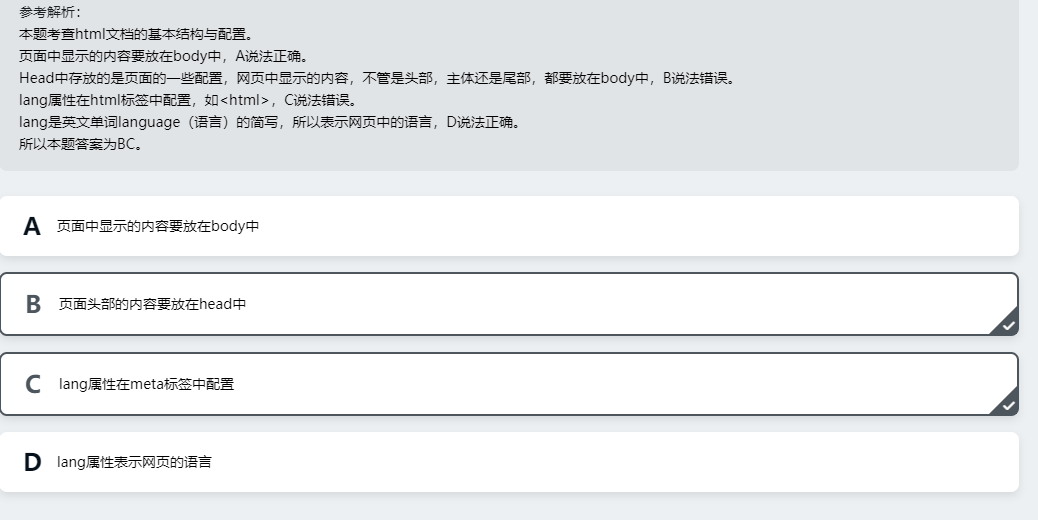 参考解析：
本题考查html文档的基本结构与配置。
页面中显示的内容要放在body中，A说法正确。
Head中存放的是页面的一些配置，网页中显示的内容，不管是头部，主体还是尾部，都要放在body中，B说法错误。
lang属性在html标签中配置，如<html>，C说法错误。
lang是英文单词language（语言）的简写，所以表示网页中的语言，D说法正确。
所以本题答案为BC。
A 页面中显示的内容要放在body中
B 页面头部的内容要放在head中
C lang属性在meta标签中配置
D lang属性表示网页的语言